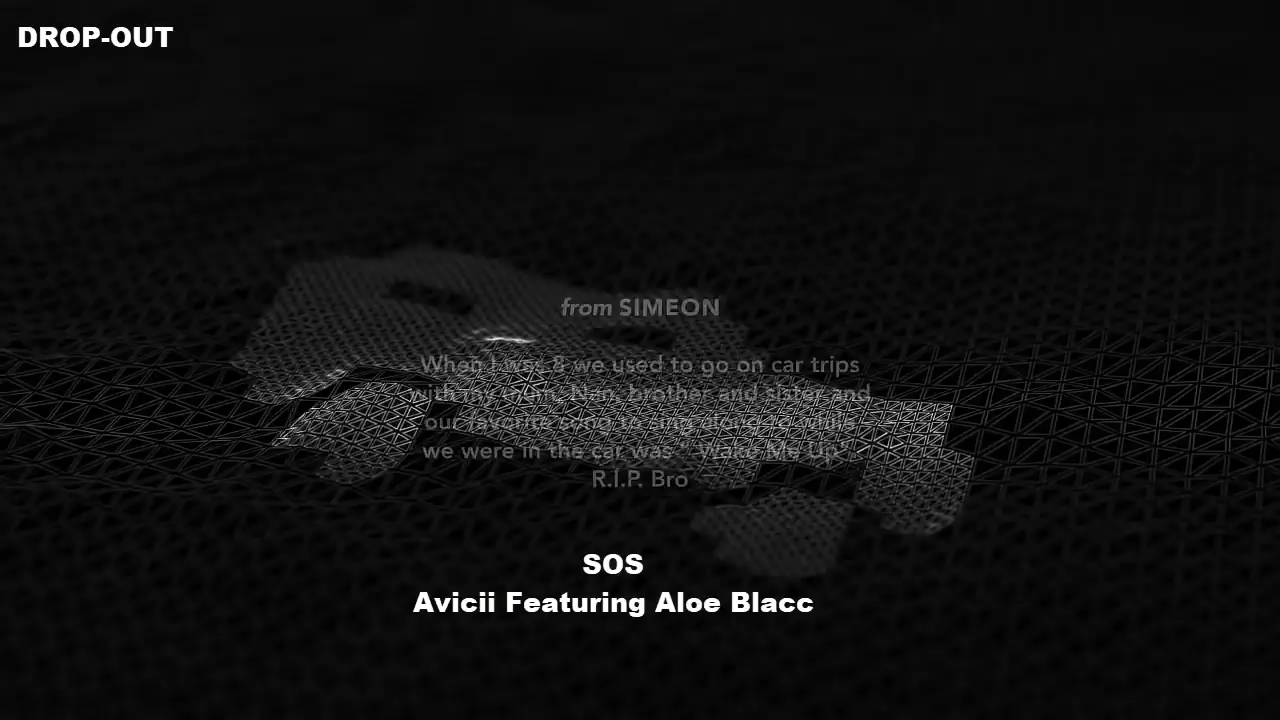 DROP-OUT
from SIMEON
When I was 8 we used to go on car trips
with my mum, Nan, brother and sister and
our favorite song to sing along to while
we were in the car was "Wake Me Up".
R.I.P. Bro
SOS
Avicii Featuring Aloe Blacc